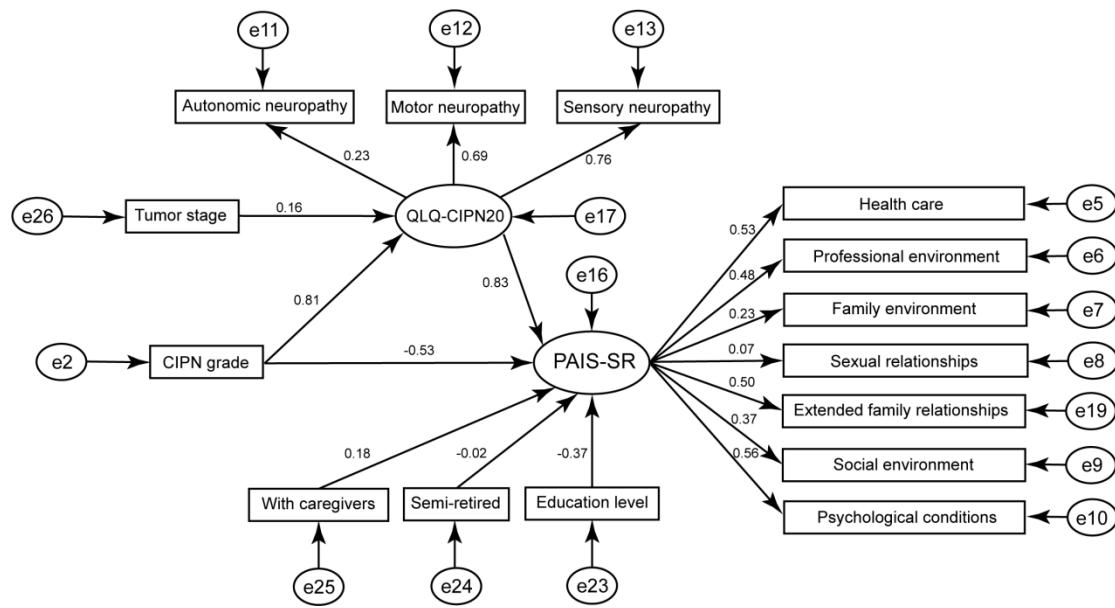 e11
e12
e13
Autonomic neuropathy
Motor neuropathy
Sensory neuropathy
0.23
0.69
0.76
e26
Tumor stage
0.16
QLQ-CIPN20
e17
Health care
e5
0.53
Professional environment
e6
0.48
0.81
0.83
e16
Family environment
e7
0.23
e2
CIPN grade
-0.53
PAIS-SR
0.07
Sexual relationships
e8
0.50
Extended family relationships
e19
0.37
0.18
-0.02
-0.37
0.56
Social environment
e9
With caregivers
Semi-retired
Education level
Psychological conditions
e10
e25
e24
e23